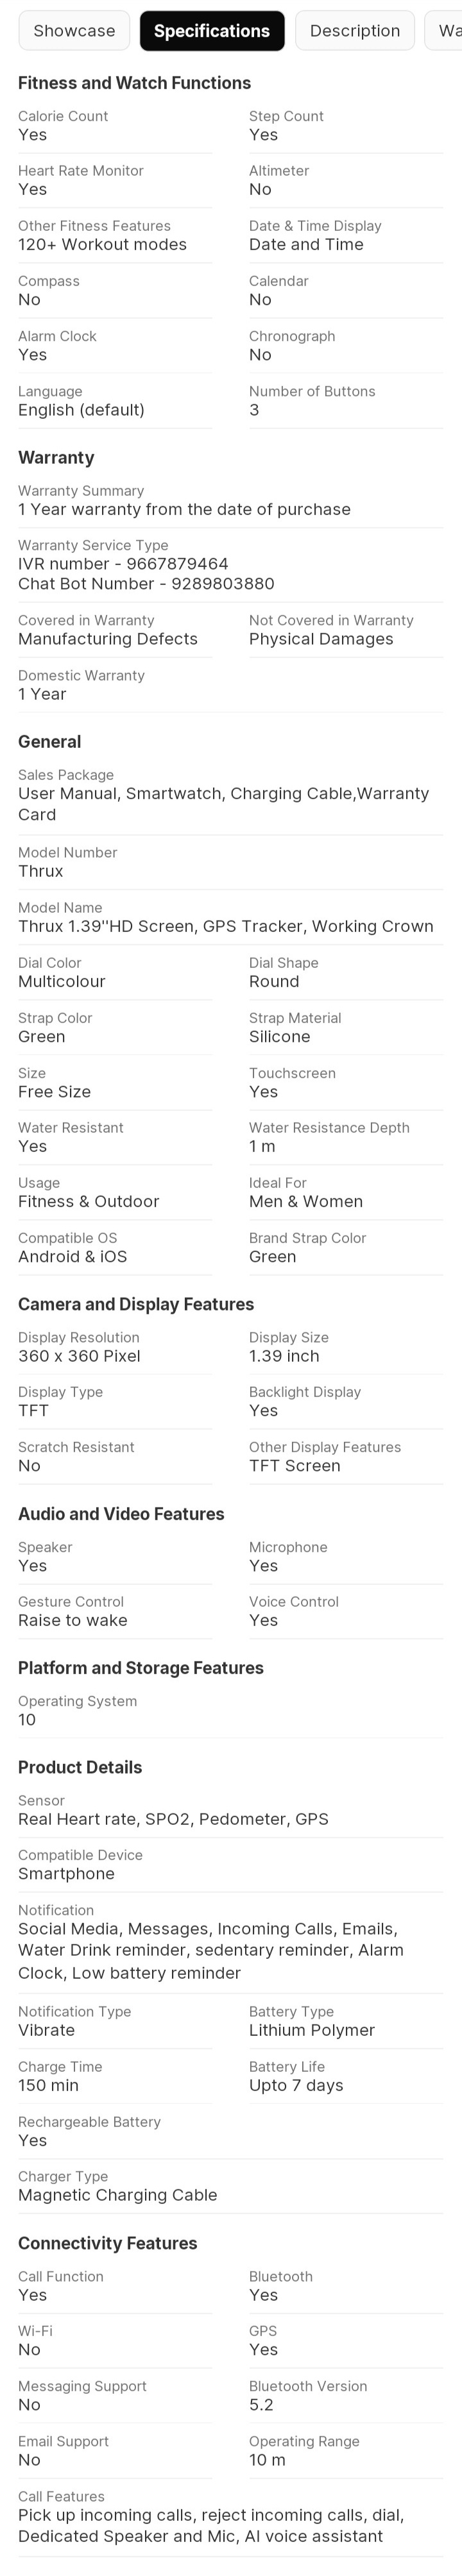 Showcase Specifications Description Wa
Fitness and Watch Functions
Calorie Count Step Count
Yes Yes
Heart Rate Monitor Altimeter
Yes No
Other Fitness Features Date & Time Display
120+ Workout modes Date and Time
Compass Calendar
No No
Alarm Clock Chronograph
Yes No
Language Number of Buttons
English (default) 3
Warranty
Warranty Summary
1 Year warranty from the date of purchase
Warranty Service Type
IVR number - 9667879464
Chat Bot Number - 9289803880
Covered in Warranty Not Covered in Warranty
Manufacturing Defects Physical Damages
Domestic Warranty
1 Year
General
Sales Package
User Manual, Smartwatch, Charging Cable,Warranty
Card
Model Number
Thrux
Model Name
Thrux 1.39''HD Screen, GPS Tracker, Working Crown
Dial Color Dial Shape
Multicolour Round
Strap Color Strap Material
Green Silicone
Size Touchscreen
Free Size Yes
Water Resistant Water Resistance Depth
Yes 1 m
Usage Ideal For
Fitness & Outdoor Men & Women
Compatible OS Brand Strap Color
Android & iOS Green
Camera and Display Features
Display Resolution Display Size
360 x 360 Pixel 1.39 inch
Display Type Backlight Display
TFT Yes
Scratch Resistant Other Display Features
No TFT Screen
Audio and Video Features
Speaker Microphone
Yes Yes
Gesture Control Voice Control
Raise to wake Yes
Platform and Storage Features
Operating System
10
Product Details
Sensor
Real Heart rate, SPO2, Pedometer, GPS
Compatible Device
Smartphone
Notification
Social Media, Messages, Incoming Calls, Emails,
Water Drink reminder, sedentary reminder, Alarm
Clock, Low battery reminder
Notification Type Battery Type
Vibrate Lithium Polymer
Charge Time Battery Life
150 min Upto 7 days
Rechargeable Battery
Yes
Charger Type
Magnetic Charging Cable
Connectivity Features
Call Function Bluetooth
Yes Yes
Wi-Fi GPS
No Yes
Messaging Support Bluetooth Version
No 5.2
Email Support Operating Range
No 10 m
Call Features
Pick up incoming calls, reject incoming calls, dial,
Dedicated Speaker and Mic, AI voice assistant